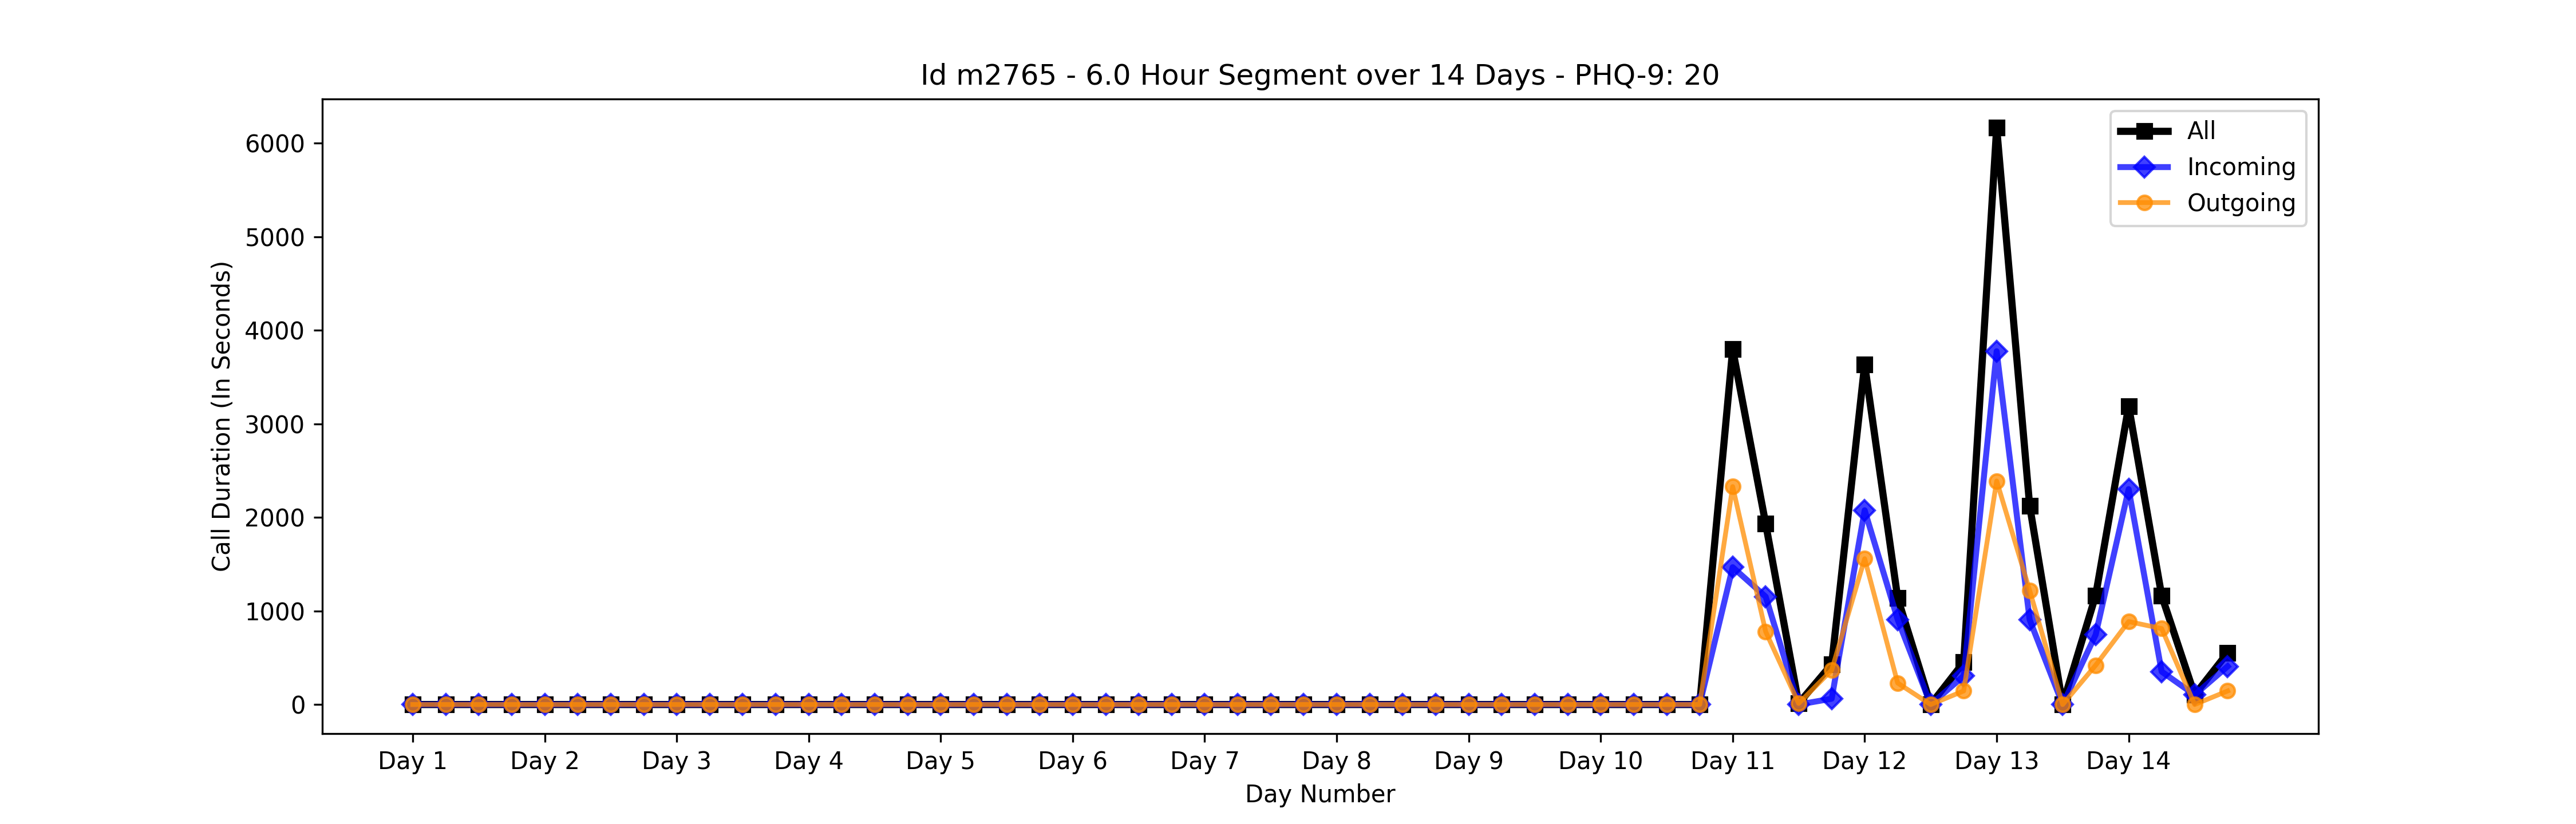 Id m2765 - 6.0 Hour Segment over 14 Days - PHQ-9: 20
All
Incoming
Outgoing
6000
5000
4000
3000
2000
1000
0
Call Duration (In Seconds)
Day 1 Day 2 Day 3 Day 4 Day 5 Day 6 Day 7 Day 8 Day 9 Day 10 Day 11 Day 12 Day 13 Day 14
Day Number